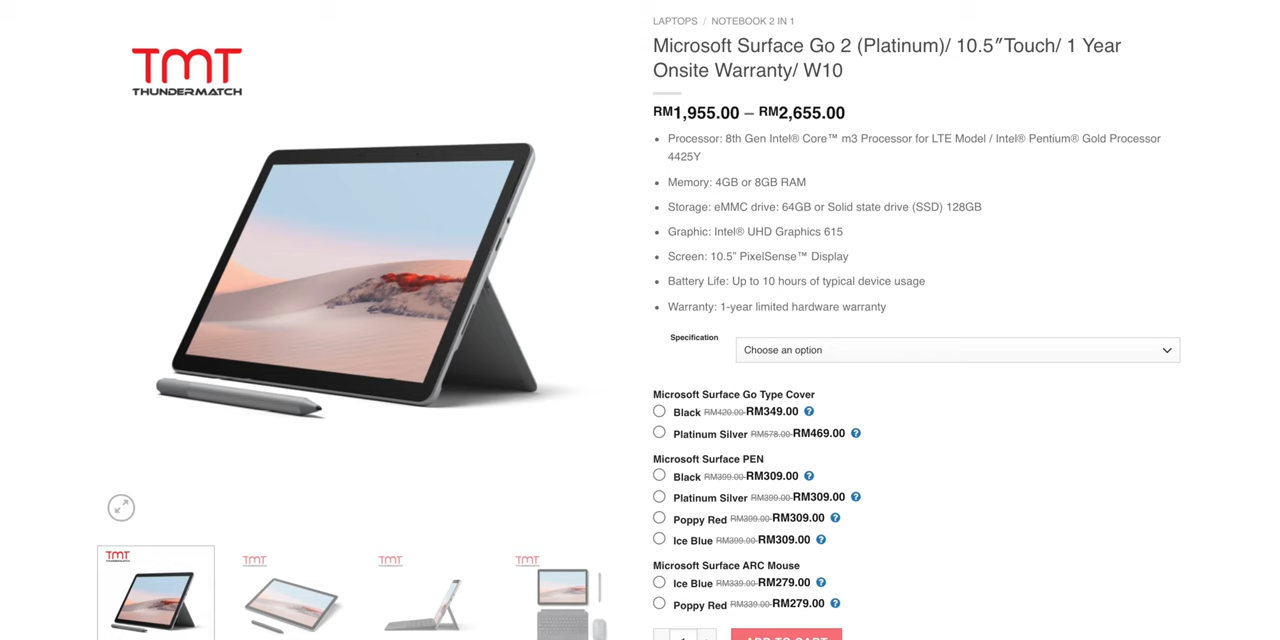 TMT
THUNDERMATCH
LAPTOPS / NOTEBOOK 2 IN 1
Microsoft Surface Go 2 (Platinum)/ 10.5″Touch/ 1 Year
Onsite Warranty/ W10
RM1,955.00 – RM2,655.00
• Processor: 8th Gen Intel® Core™ m3 Processor for LTE Model / Intel® Pentium® Gold Processor
4425Y
• Memory: 4GB or 8GB RAM
• Storage: eMMC drive: 64GB or Solid state drive (SSD) 128GB
• Graphic: Intel® UHD Graphics 615
• Screen: 10.5” PixelSense™ Display
• Battery Life: Up to 10 hours of typical device usage
• Warranty: 1-year limited hardware warranty
Specification
Choose an option
Microsoft Surface Go Type Cover
Black RM420.00 RM349.00 ?
Platinum Silver RM578.00 RM469.00 ?
Microsoft Surface PEN
Black RM399.00 RM309.00 ?
Platinum Silver RM399.00 RM309.00 ?
Poppy Red RM399.00 RM309.00 ?
Ice Blue RM399.00 RM309.00 ?
Microsoft Surface ARC Mouse
Ice Blue RM339.00 RM279.00 ?
Poppy Red RM339.00 RM279.00 ?
1
ADD TO CART
TMT
TMT
TMT
TMT